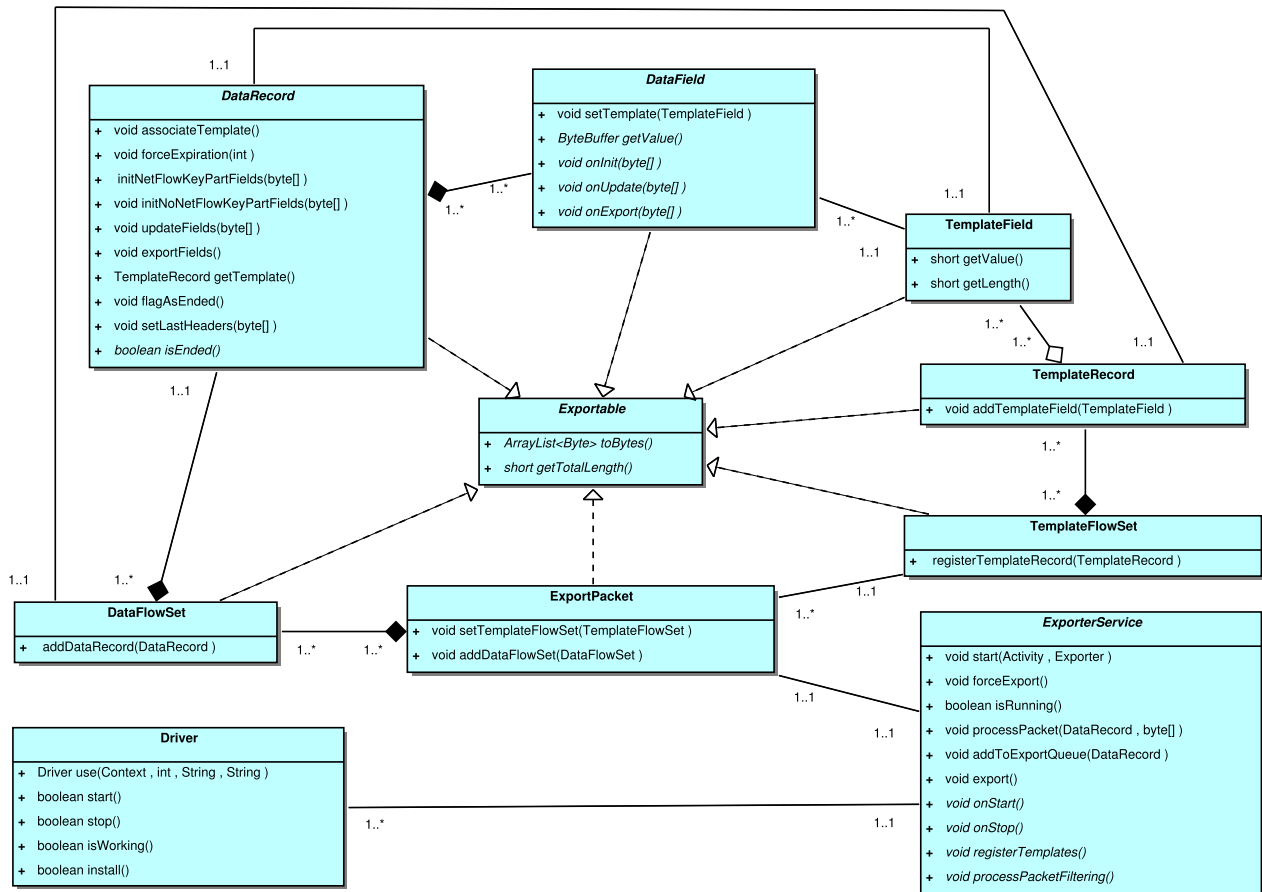 1..1
DataRecord
+ void associateTemplate()
+ void forceExpiration(int )
+ initNetFlowKeyPartFields(byte[] )
+ void initNoNetFlowKeyPartFields(byte[] )
+ void updateFields(byte[] )
+ void exportFields()
+ TemplateRecord getTemplate()
+ void flagAsEnded()
+ void setLastHeaders(byte[] )
+ boolean isEnded()
DataField
+ void setTemplate(TemplateField )
+ ByteBuffer getValue()
+ void onInit(byte[] )
+ void onUpdate(byte[] )
+ void onExport(byte[] )
1..*
1..*
1..1
1..*
1..1
TemplateField
+ short getValue()
+ short getLength()
1..*
1..*
1..1
TemplateRecord
+ void addTemplateField(TemplateField )
1..1
Exportable
+ ArrayList<Byte> toBytes()
+ short getTotalLength()
1..*
1..*
TemplateFlowSet
+ registerTemplateRecord(TemplateRecord )
1..1
1..*
DataFlowSet
+ addDataRecord(DataRecord )
1..*
1..*
ExportPacket
+ void setTemplateFlowSet(TemplateFlowSet )
+ void addDataFlowSet(DataFlowSet )
1..*
1..1
1..1
1..1
ExporterService
+ void start(Activity , Exporter )
+ void forceExport()
+ boolean isRunning()
+ void processPacket(DataRecord , byte[] )
+ void addToExportQueue(DataRecord )
+ void export()
+ void onStart()
+ void onStop()
+ void registerTemplates()
+ void processPacketFiltering()
Driver
+ Driver use(Context , int , String , String )
+ boolean start()
+ boolean stop()
+ boolean isWorking()
+ boolean install()
1..*
1..1